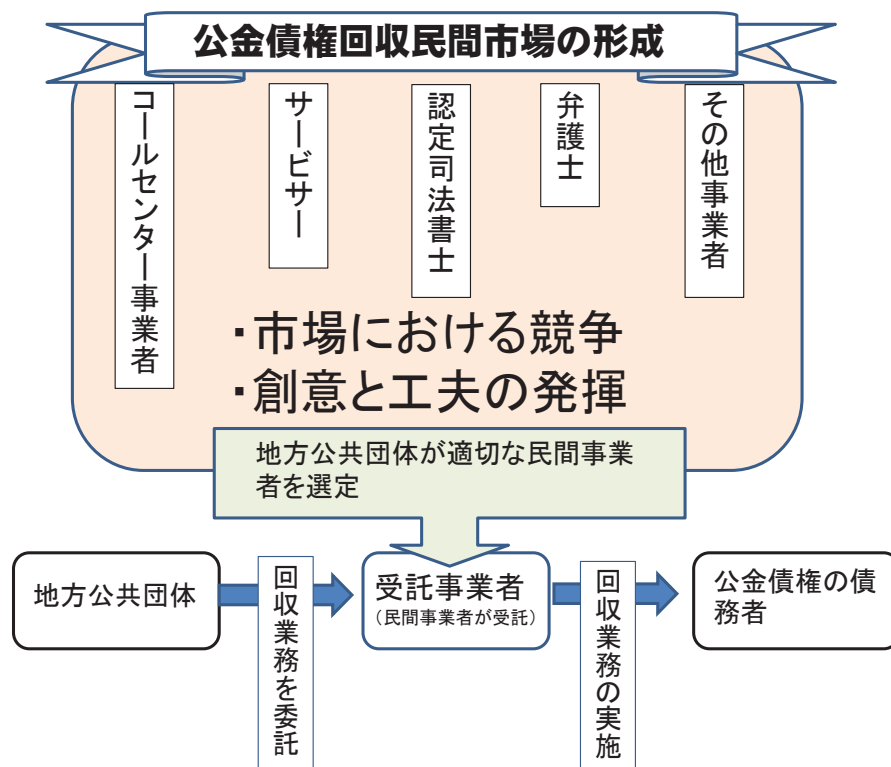 公金債権回収民間市場の形成
コールセンター事業者
サービサー
認定司法書士
弁護士
その他事業者
・市場における競争
・創意と工夫の発揮
地方公共団体が適切な民間事業
者を選定
地方公共団体
回収業務を委託
受託事業者
（民間事業者が受託）
回収業務の実施
公金債権の債
務者